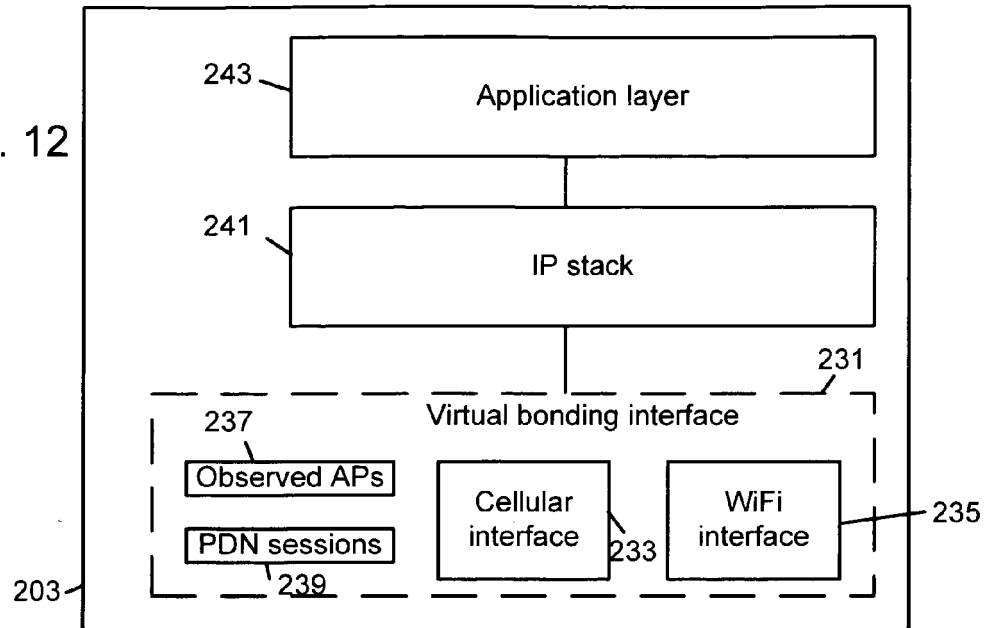 243
Application layer
. 12
241
IP stack
231
Virtual bonding interface
237
Observed APs
Cellular
interface
WiFi
interface
235
233
PDN sessions
239
203